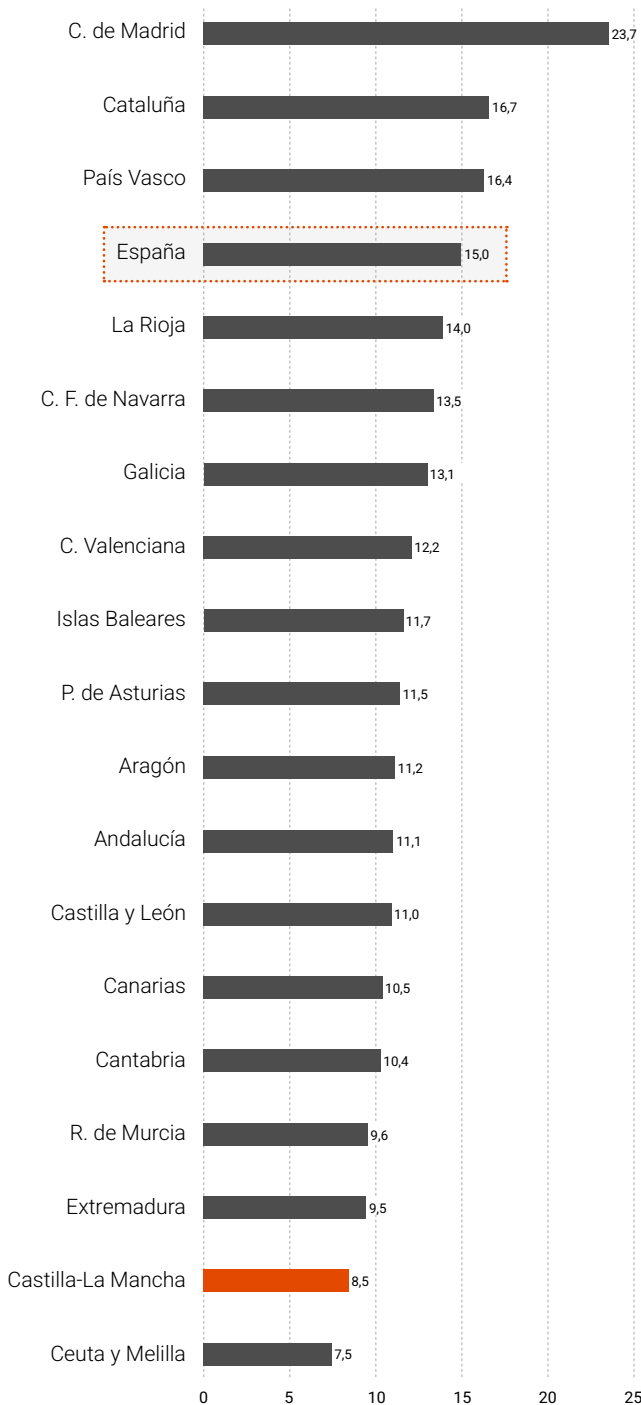 C. de Madrid 23,7
Cataluña 16,7
País Vasco 16,4
España 15,0
La Rioja 14,0
C. F. de Navarra 13,5
Galicia 13,1
C. Valenciana 12,2
Islas Baleares 11,7
P. de Asturias 11,5
Aragón 11,2
Andalucía 11,1
Castilla y León 11,0
Canarias 10,5
Cantabria 10,4
R. de Murcia 9,6
Extremadura 9,5
Castilla-La Mancha 8,5
Ceuta y Melilla 7,5
0 5 10 15 20 25